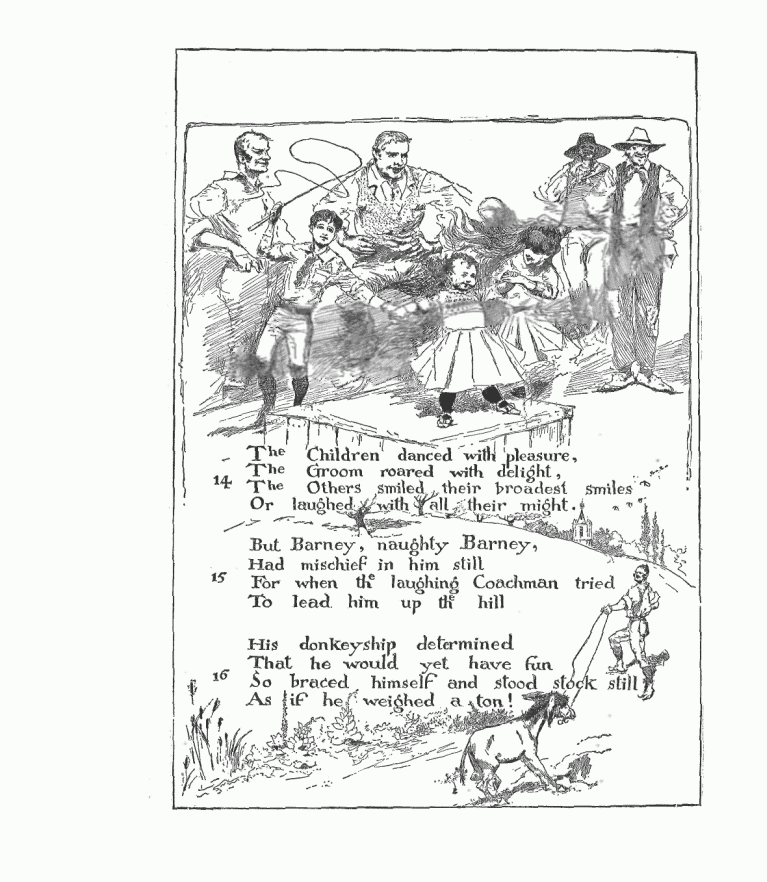 The Children danced with pleasure,
The Groom roared with delight,
14 The Others smiled their broadest smiles
Or laughed with all their might.
But Barney, naughty Barney,
Had mischief in him still
15 For when the laughing Coachman tried
To lead him up the hill
His donkeyship determined
That he would yet have fun
16 So braced himself and stood stock still
As if he weighed a ton!